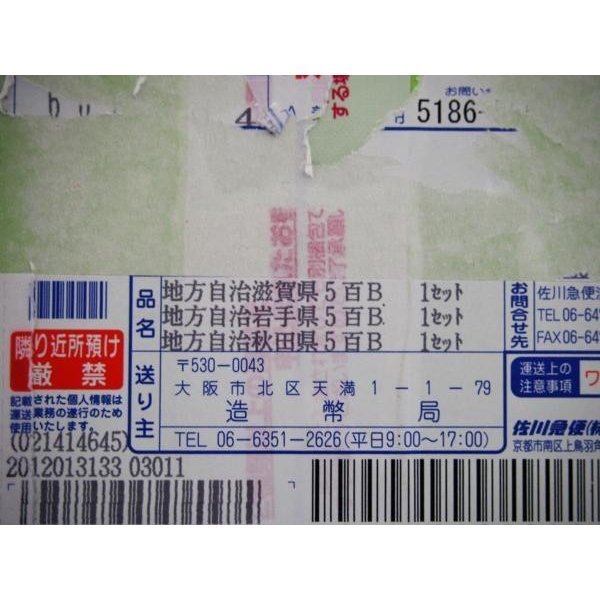 お問い
5186-
する場
品名
地方自治滋賀県5百B 1セット
地方自治岩手県5百B. 1セット
地方自治秋田県5百B. 1セット
お問合せ先
佐川急便
TEL 06-64
FAX 06-64
隣り近所預け
厳禁
記載された個人情報は
運送業務の遂行のため
使用いたします。
送り主
〒530-0043
大阪市北区天満1-1-79
造幣局
TEL 06-6351-2626(平日9:00～17:00)
運送上の
注意事項
ワ
佐川急便(株
京都市南区上鳥羽角
(021414645)
2012013133 03011